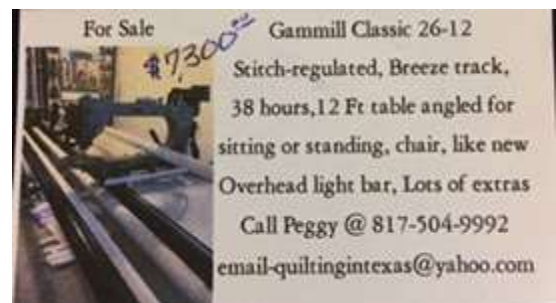 For Sale
$7,300.00
Gammill Classic 26-12
Stitch-regulated, Breeze track,
38 hours,12 Ft table angled for
sitting or standing, chair, like new
Overhead light bar, Lots of extras
Call Peggy @ 817-504-9992
email-quiltingintexas@yahoo.com